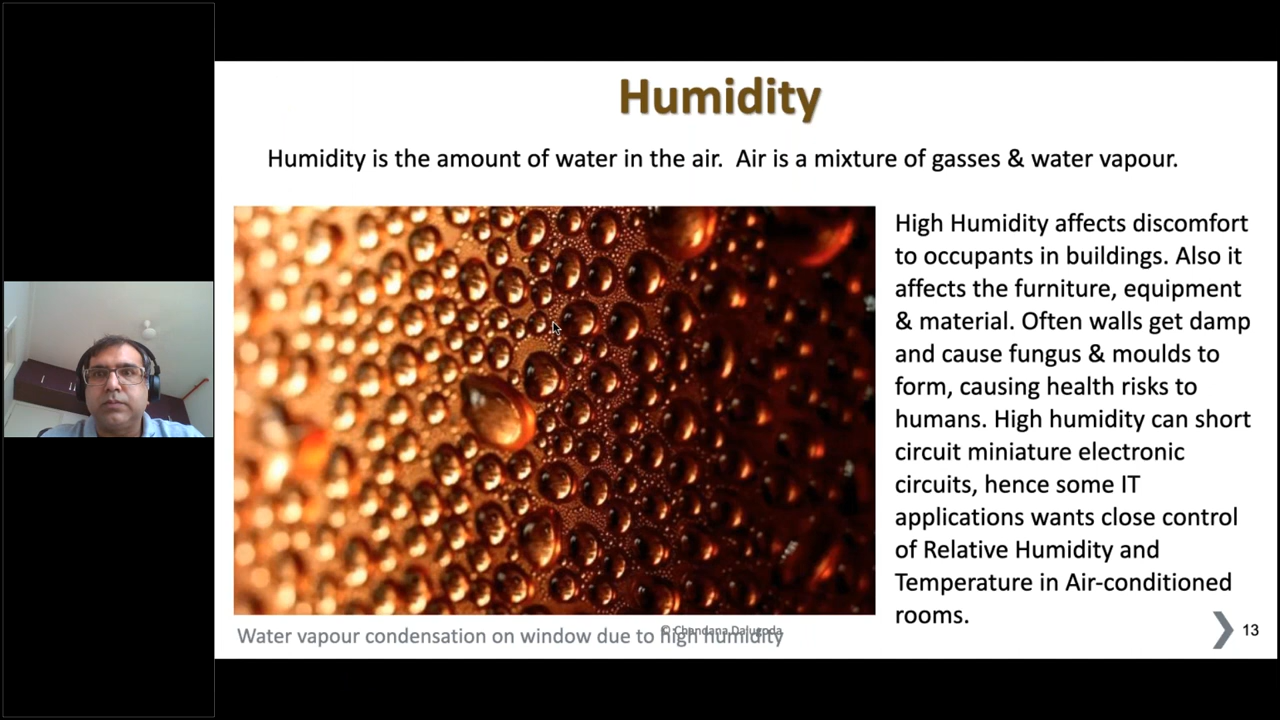 Humidity
Humidity is the amount of water in the air.  Air is a mixture of gasses & water vapour.
High Humidity affects discomfort
to occupants in buildings. Also it
affects the furniture, equipment
& material. Often walls get damp
and cause fungus & moulds to
form, causing health risks to
humans. High humidity can short
circuit miniature electronic
circuits, hence some IT
applications wants close control
of Relative Humidity and
Temperature in Air-conditioned
rooms.
Water vapour condensation on window due to high humidity
© Chandana Dalugoda
13